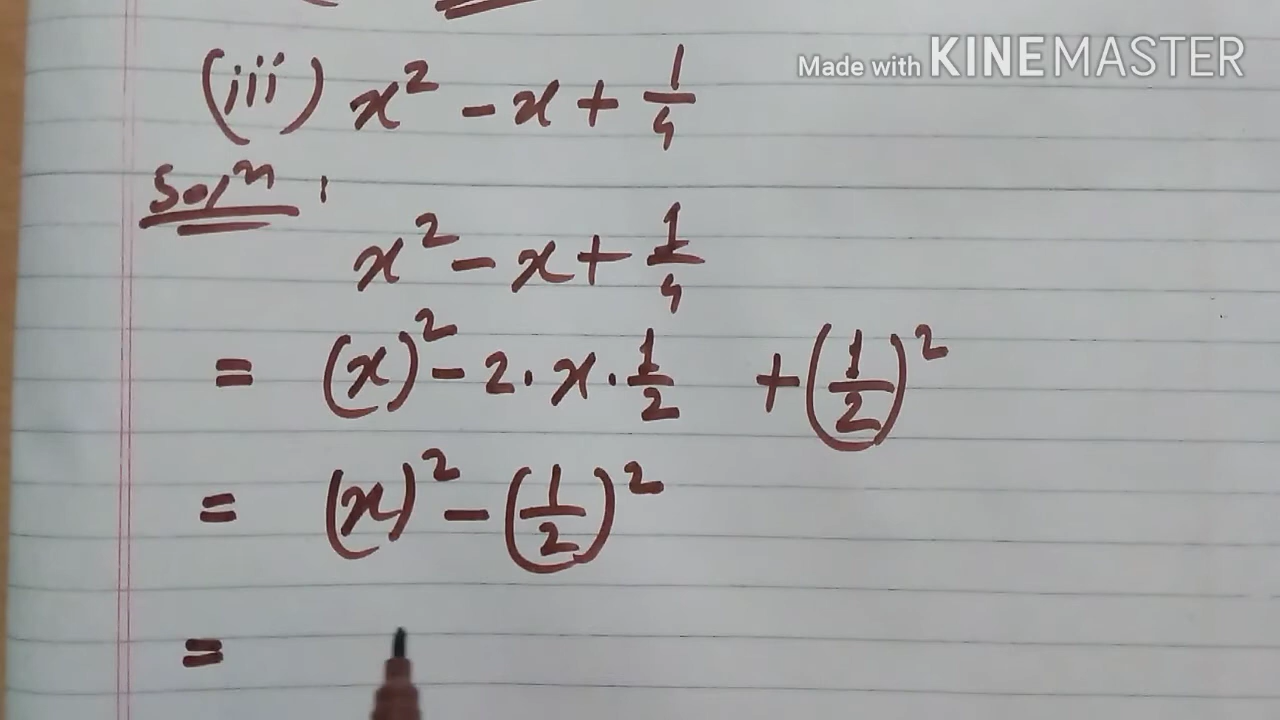 Made with KINEMASTER
(iii) x² - x + 1/4
Solⁿ :
x² - x + 1/4
= (x)² - 2 · x · 1/2 + (1/2)²
= (x)² - (1/2)²
=